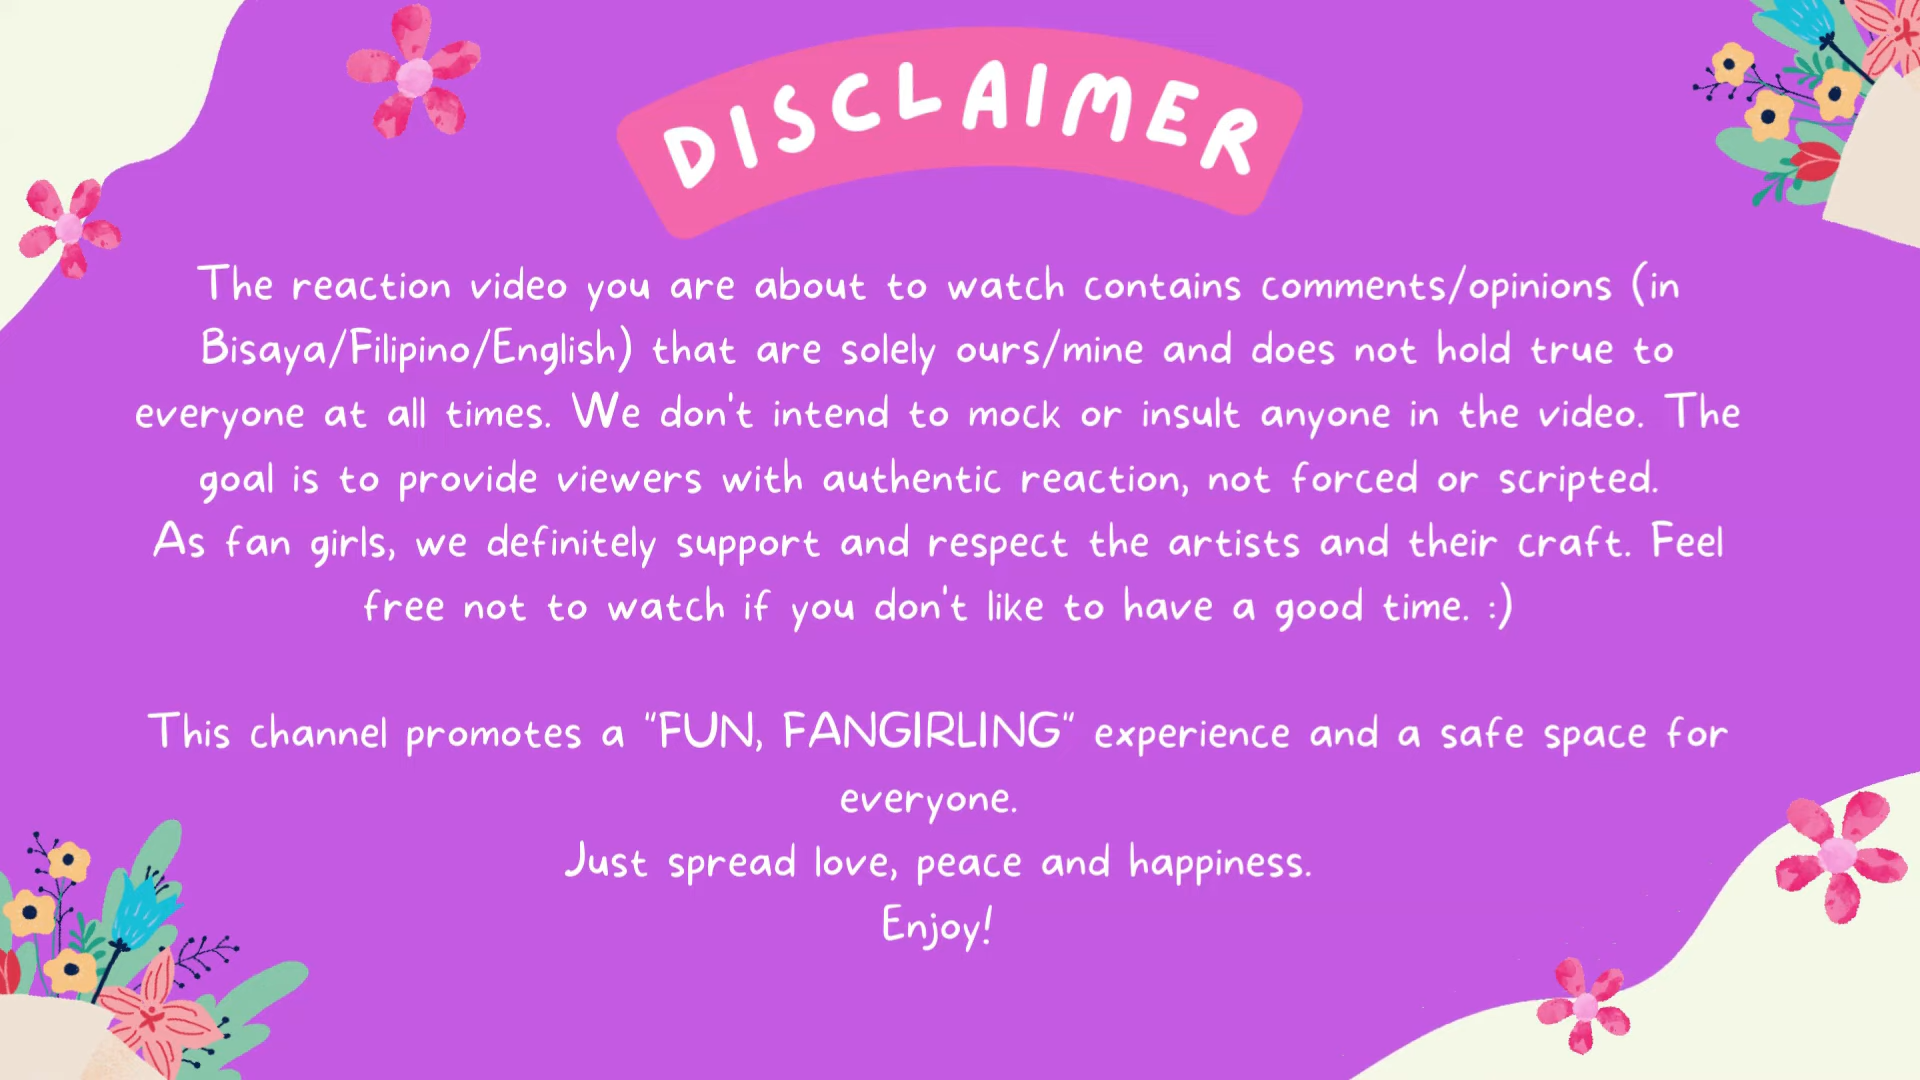 DISCLAIMER
The reaction video you are about to watch contains comments/opinions (in
Bisaya/Filipino/English) that are solely ours/mine and does not hold true to
everyone at all times. We don't intend to mock or insult anyone in the video. The
goal is to provide viewers with authentic reaction, not forced or scripted.
As fan girls, we definitely support and respect the artists and their craft. Feel
free not to watch if you don't like to have a good time. :)
This channel promotes a "FUN, FANGIRLING" experience and a safe space for
everyone.
Just spread love, peace and happiness.
Enjoy!